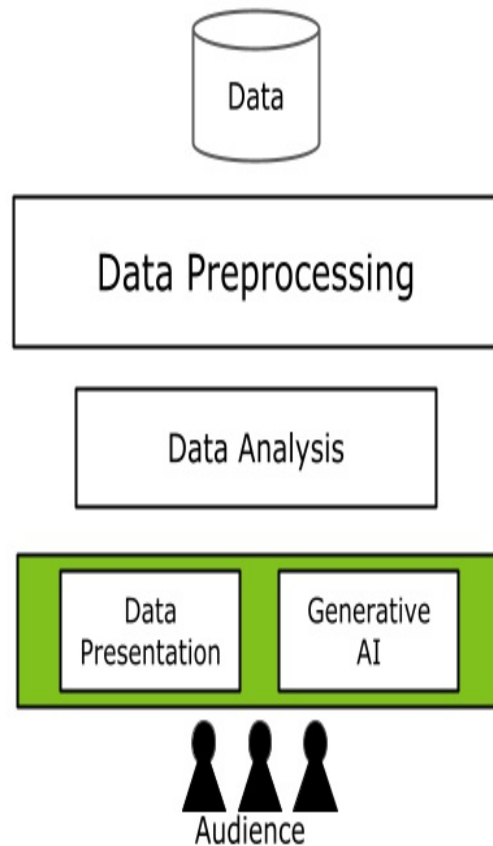 Data
Data Preprocessing
Data Analysis
Data
Presentation
Generative
AI
Audience